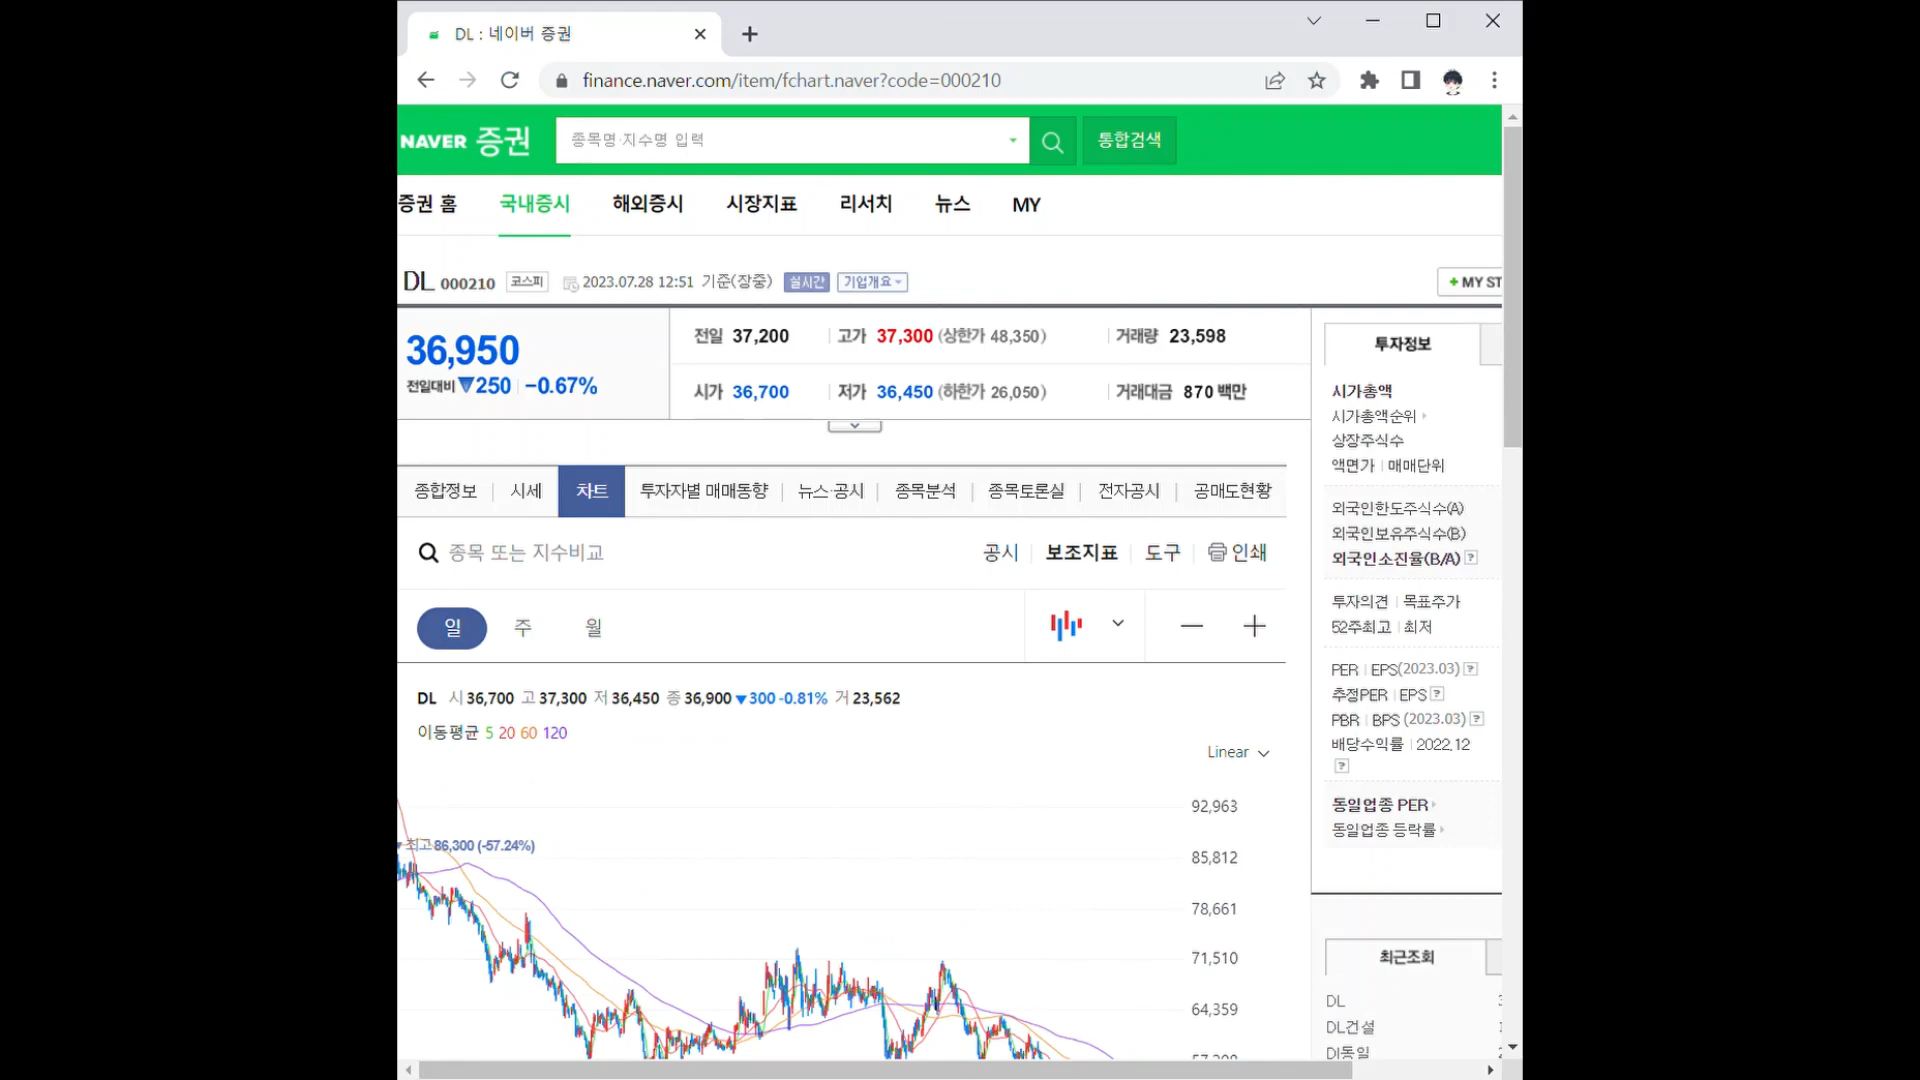 DL : 네이버 증권
finance.naver.com/item/fchart.naver?code=000210
NAVER 증권
종목명·지수명 입력
통합검색
증권 홈 국내증시 해외증시 시장지표 리서치 뉴스 MY
DL 000210 코스피 2023.07.28 12:51 기준(장중) 실시간 기업개요
+ MY ST
36,950
전일대비 ▼250 -0.67%
전일 37,200 고가 37,300 (상한가 48,350) 거래량 23,598
시가 36,700 저가 36,450 (하한가 26,050) 거래대금 870 백만
종합정보 시세 차트 투자자별 매매동향 뉴스·공시 종목분석 종목토론실 전자공시 공매도현황
종목 또는 지수비교 공시 보조지표 도구 인쇄
일 주 월
DL 시 36,700 고 37,300 저 36,450 종 36,900 ▼300 -0.81% 거 23,562
이동평균 5 20 60 120
Linear
92,963
▼최고 86,300 (-57.24%)
85,812
78,661
71,510
64,359
투자정보
시가총액
시가총액순위
상장주식수
액면가 | 매매단위
외국인한도주식수(A)
외국인보유주식수(B)
외국인소진율(B/A) ?
투자의견 | 목표주가
52주최고 | 최저
PER | EPS(2023.03) ?
추정PER | EPS ?
PBR | BPS (2023.03) ?
배당수익률 | 2022.12
?
동일업종 PER
동일업종 등락률
최근조회
DL
DL건설
DI동일